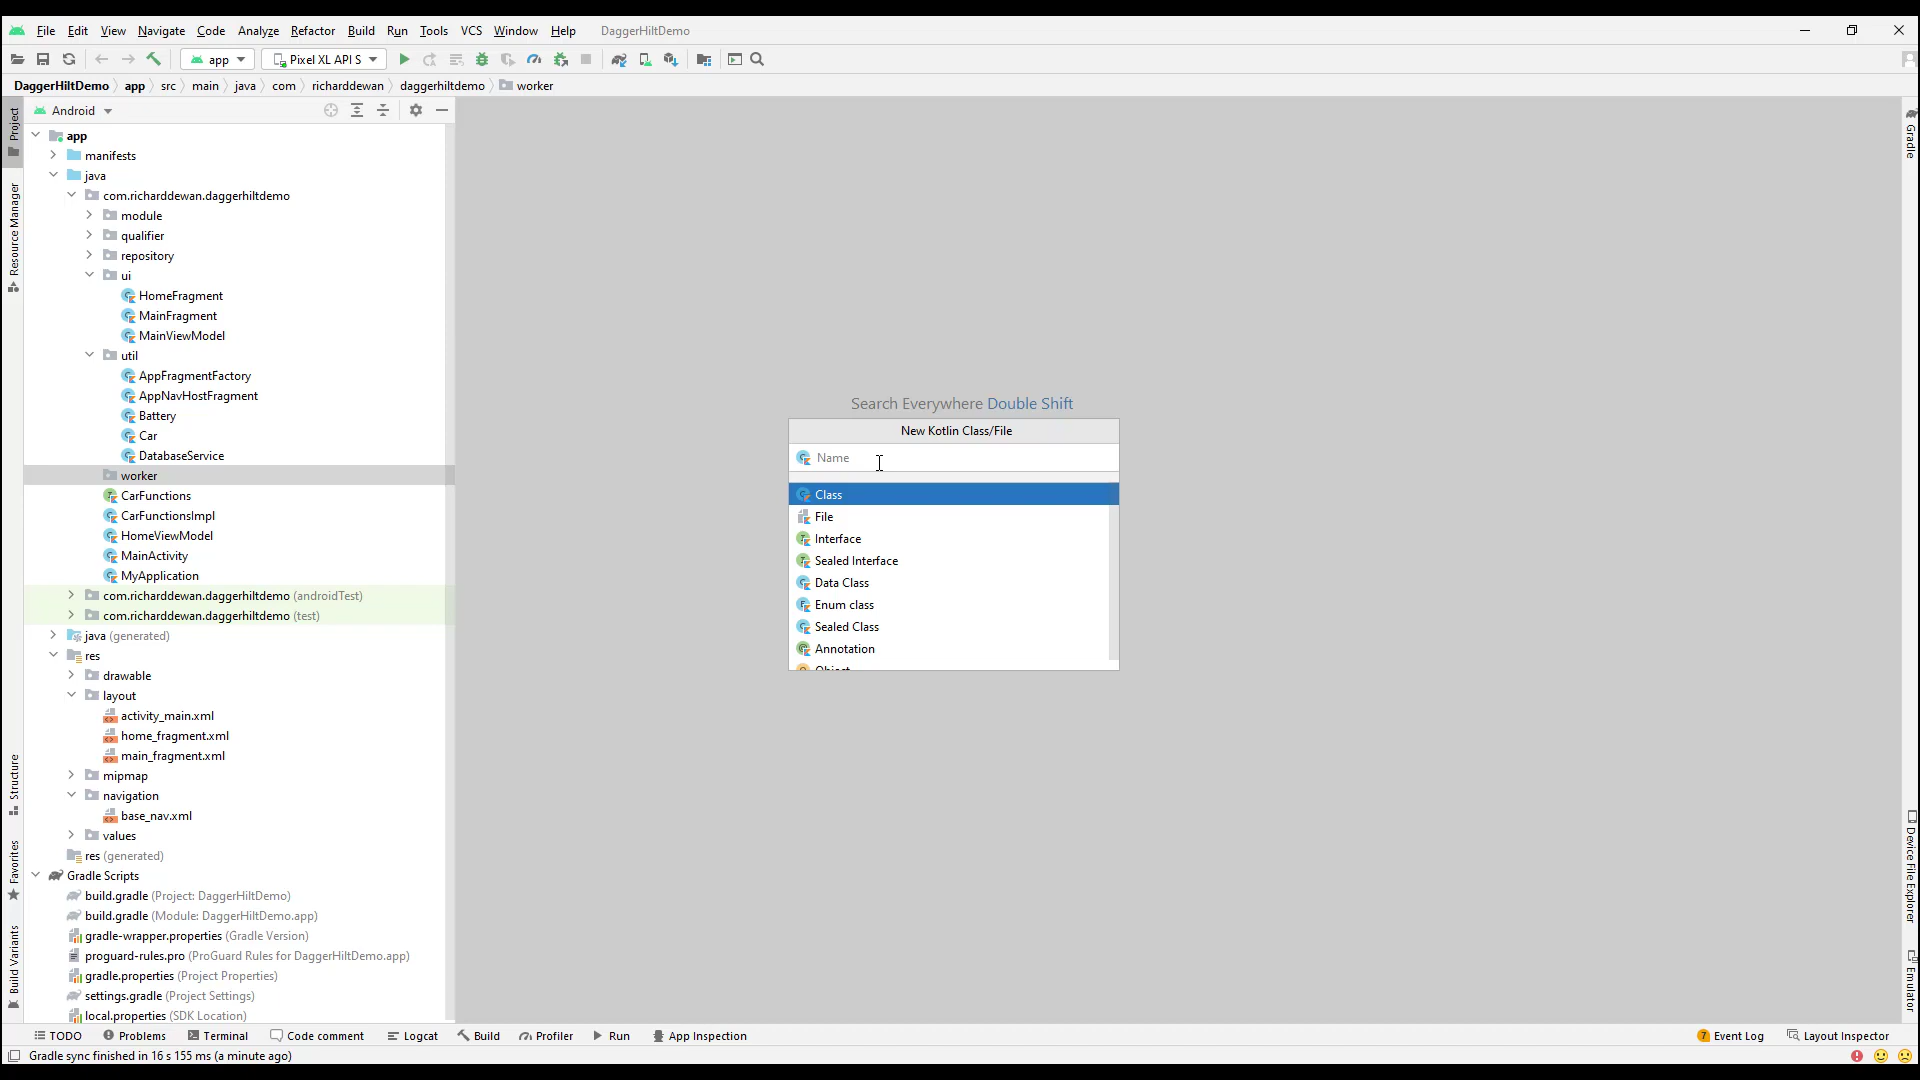 File Edit View Navigate Code Analyze Refactor Build Run Tools VCS Window Help DaggerHiltDemo
app Pixel XL API S
DaggerHiltDemo app src main java com richarddewan daggerhiltdemo worker
Android
app
manifests
java
com.richarddewan.daggerhiltdemo
module
qualifier
repository
ui
HomeFragment
MainFragment
MainViewModel
util
AppFragmentFactory
AppNavHostFragment
Battery
Car
DatabaseService
worker
CarFunctions
CarFunctionsImpl
HomeViewModel
MainActivity
MyApplication
com.richarddewan.daggerhiltdemo (androidTest)
com.richarddewan.daggerhiltdemo (test)
java (generated)
res
drawable
layout
activity_main.xml
home_fragment.xml
main_fragment.xml
mipmap
navigation
base_nav.xml
values
res (generated)
Gradle Scripts
build.gradle (Project: DaggerHiltDemo)
build.gradle (Module: DaggerHiltDemo.app)
gradle-wrapper.properties (Gradle Version)
proguard-rules.pro (ProGuard Rules for DaggerHiltDemo.app)
gradle.properties (Project Properties)
settings.gradle (Project Settings)
local.properties (SDK Location)
Project
Resource Manager
Structure
Favorites
Build Variants
Search Everywhere Double Shift
New Kotlin Class/File
Name
Class
File
Interface
Sealed Interface
Data Class
Enum class
Sealed Class
Annotation
Object
Gradle
Device File Explorer
Emulator
TODO Problems Terminal Code comment Logcat Build Profiler Run App Inspection 7 Event Log Layout Inspector
Gradle sync finished in 16 s 155 ms (a minute ago)